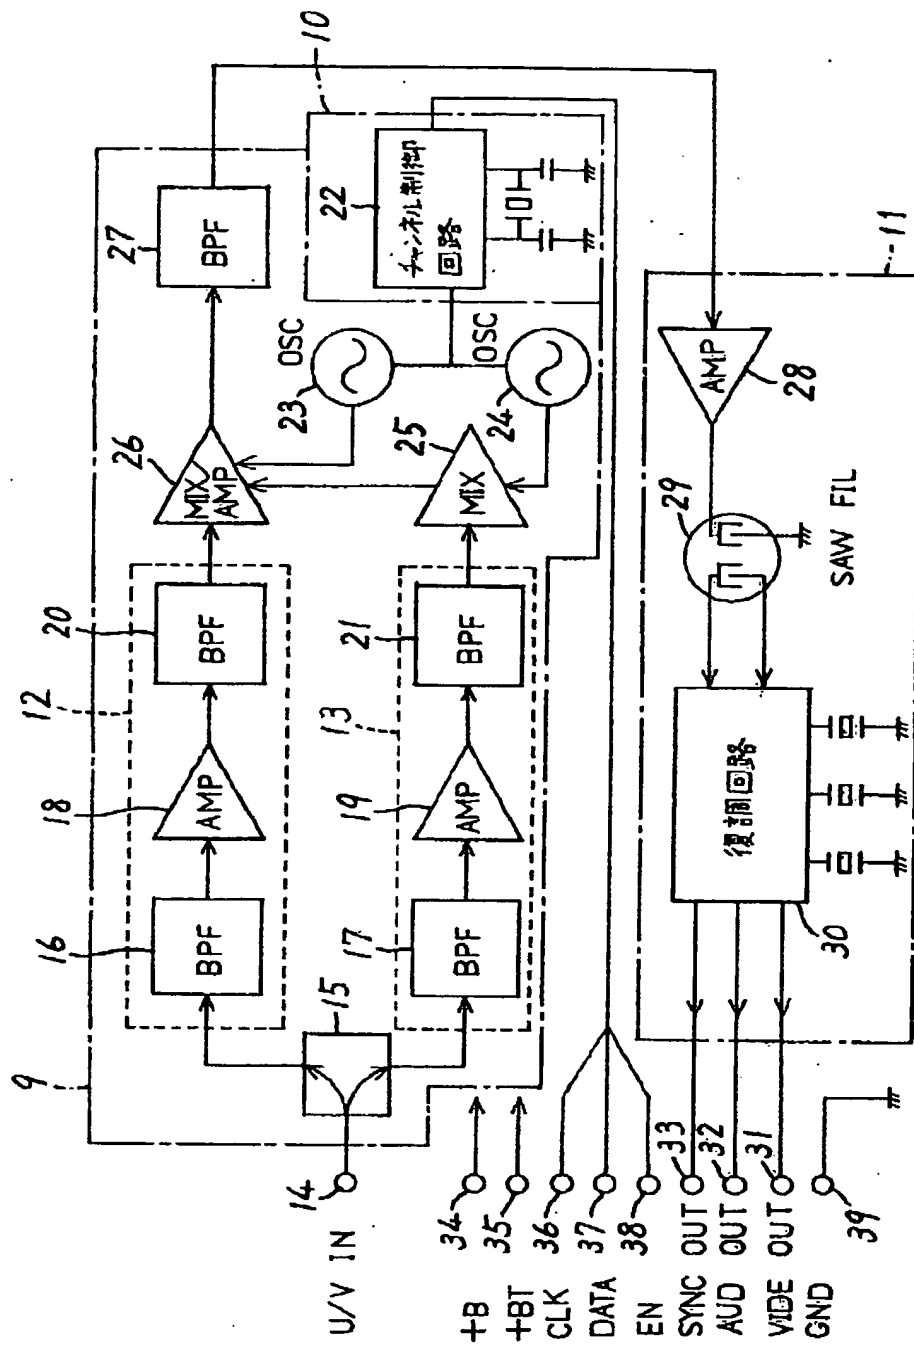 9
12
16
BPF
18
AMP
20
BPF
26
MIX
AMP
27
BPF
10
15
13
17
BPF
19
AMP
21
BPF
25
MIX
23
OSC
24
OSC
22
チャンネル制御
回路
14
U/V IN
34
+B
35
+BT
36
CLK
37
DATA
38
EN
33
SYNC OUT
32
AUD OUT
31
VIDE OUT
39
GND
30
復調回路
29
SAW FIL
28
AMP
11